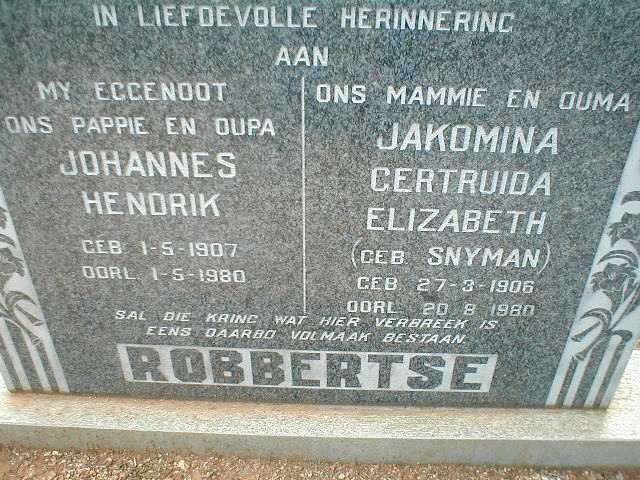 IN LIEFDEVOLLE HERINNERING
AAN
MY EGGENOOT
ONS PAPPIE EN OUPA
JOHANNES
HENDRIK
GEB. 1-5-1907
OORL. 1-5-1980
ONS MAMMIE EN OUMA
JAKOMINA
GERTRUIDA
ELIZABETH
(GEB. SNYMAN)
GEB. 27-3-1906
OORL. 20-8-1980
SAL DIE KRING WAT HIER VERBREEK IS
EENS DAARBO VOLMAAK BESTAAN.
ROBBERTSE